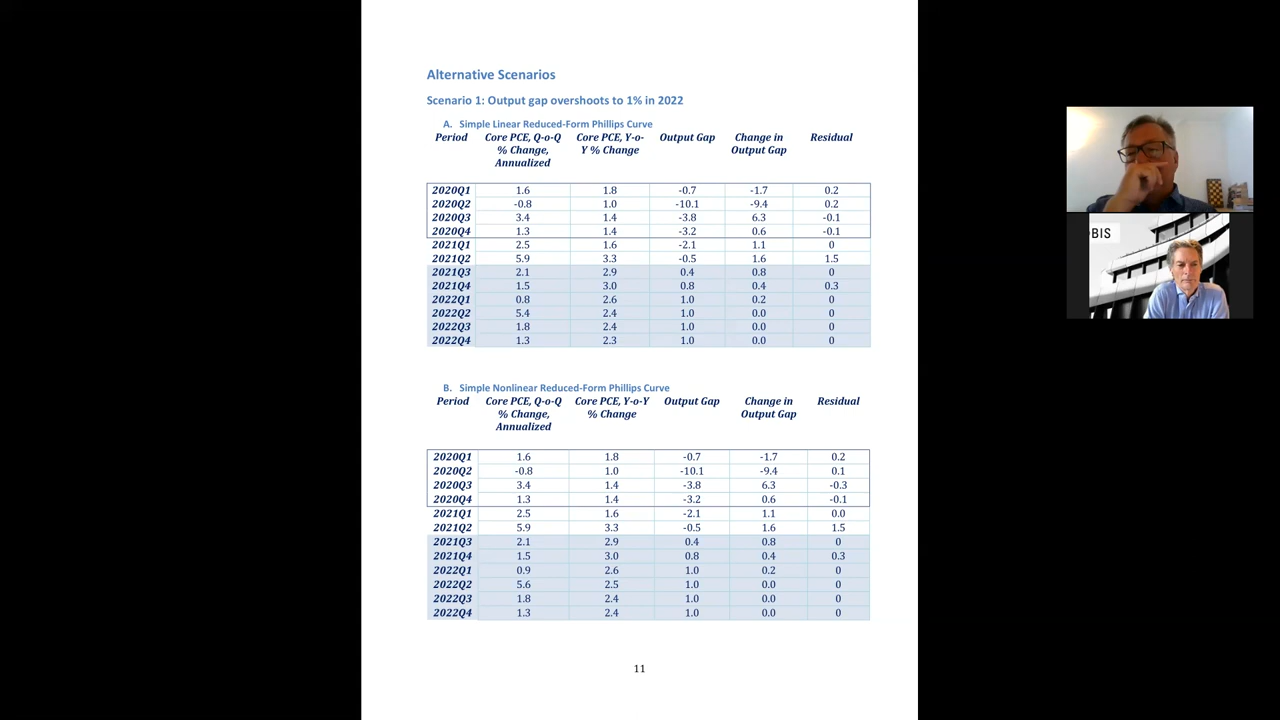 Alternative Scenarios
Scenario 1: Output gap overshoots to 1% in 2022
A. Simple Linear Reduced-Form Phillips Curve
Period Core PCE, Q-o-Q % Change, Annualized Core PCE, Y-o-Y % Change Output Gap Change in Output Gap Residual
2020Q1 1.6 1.8 -0.7 -1.7 0.2
2020Q2 -0.8 1.0 -10.1 -9.4 0.2
2020Q3 3.4 1.4 -3.8 6.3 -0.1
2020Q4 1.3 1.4 -3.2 0.6 -0.1
2021Q1 2.5 1.6 -2.1 1.1 0
2021Q2 5.9 3.3 -0.5 1.6 1.5
2021Q3 2.1 2.9 0.4 0.8 0
2021Q4 1.5 3.0 0.8 0.4 0.3
2022Q1 0.8 2.6 1.0 0.2 0
2022Q2 5.4 2.4 1.0 0.0 0
2022Q3 1.8 2.4 1.0 0.0 0
2022Q4 1.3 2.3 1.0 0.0 0
B. Simple Nonlinear Reduced-Form Phillips Curve
Period Core PCE, Q-o-Q % Change, Annualized Core PCE, Y-o-Y % Change Output Gap Change in Output Gap Residual
2020Q1 1.6 1.8 -0.7 -1.7 0.2
2020Q2 -0.8 1.0 -10.1 -9.4 0.1
2020Q3 3.4 1.4 -3.8 6.3 -0.3
2020Q4 1.3 1.4 -3.2 0.6 -0.1
2021Q1 2.5 1.6 -2.1 1.1 0.0
2021Q2 5.9 3.3 -0.5 1.6 1.5
2021Q3 2.1 2.9 0.4 0.8 0
2021Q4 1.5 3.0 0.8 0.4 0.3
2022Q1 0.9 2.6 1.0 0.2 0
2022Q2 5.6 2.5 1.0 0.0 0
2022Q3 1.8 2.4 1.0 0.0 0
2022Q4 1.3 2.4 1.0 0.0 0
11
BIS